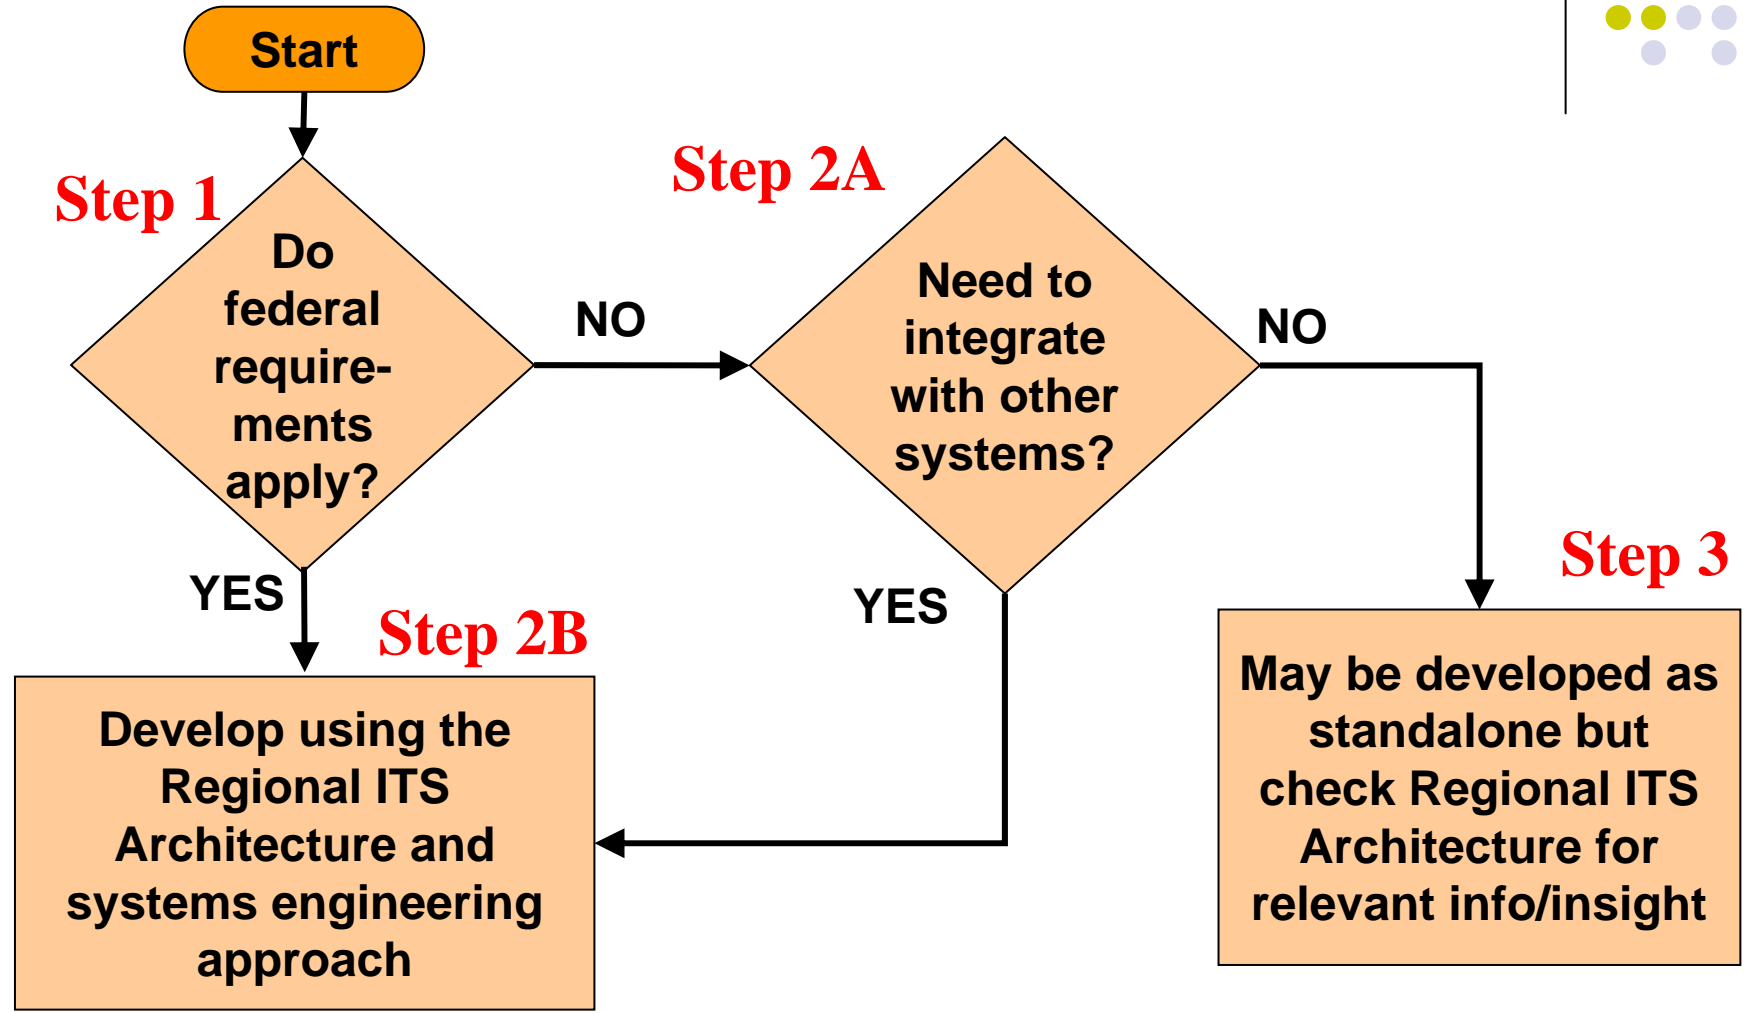 Start
Step 1
Do
federal
require-
ments
apply?
NO
YES
Step 2A
Need to
integrate
with other
systems?
NO
YES
Step 2B
Develop using the
Regional ITS
Architecture and
systems engineering
approach
Step 3
May be developed as
standalone but
check Regional ITS
Architecture for
relevant info/insight